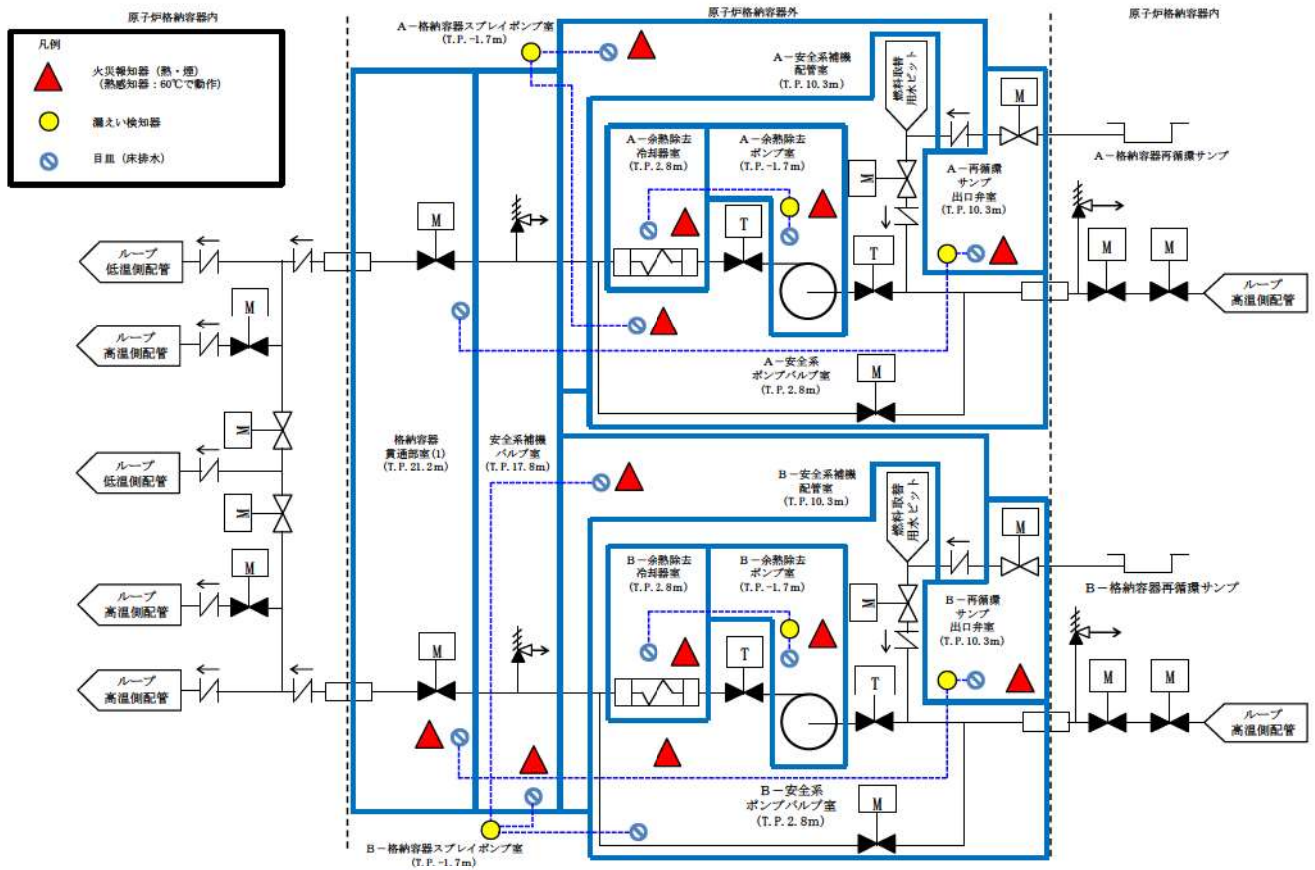 原子炉格納容器内
原子炉格納容器外
原子炉格納容器内
凡例
火災報知器（熱・煙）
（熱感知器：60℃で動作）
漏えい検知器
目皿（床排水）
A－格納容器スプレイポンプ室
(T.P.-1.7m)
A－安全系補機
配管室
(T.P.10.3m)
燃料取替
用水ピット
M
A－格納容器再循環サンプ
A－余熱除去
冷却器室
(T.P.2.8m)
A－余熱除去
ポンプ室
(T.P.-1.7m)
M
A－再循環
サンプ
出口弁室
(T.P.10.3m)
M
T
T
M
M
ループ
低温側配管
ループ
高温側配管
M
ループ
高温側配管
A－安全系
ポンプバルブ室
(T.P.2.8m)
M
M
ループ
低温側配管
格納容器
貫通部室(1)
(T.P.21.2m)
安全系補機
バルブ室
(T.P.17.8m)
M
B－安全系補機
配管室
(T.P.10.3m)
燃料取替
用水ピット
M
B－格納容器再循環サンプ
M
ループ
高温側配管
B－余熱除去
冷却器室
(T.P.2.8m)
B－余熱除去
ポンプ室
(T.P.-1.7m)
M
B－再循環
サンプ
出口弁室
(T.P.10.3m)
M
T
T
M
M
ループ
高温側配管
ループ
高温側配管
B－安全系
ポンプバルブ室
(T.P.2.8m)
M
B－格納容器スプレイポンプ室
(T.P.-1.7m)